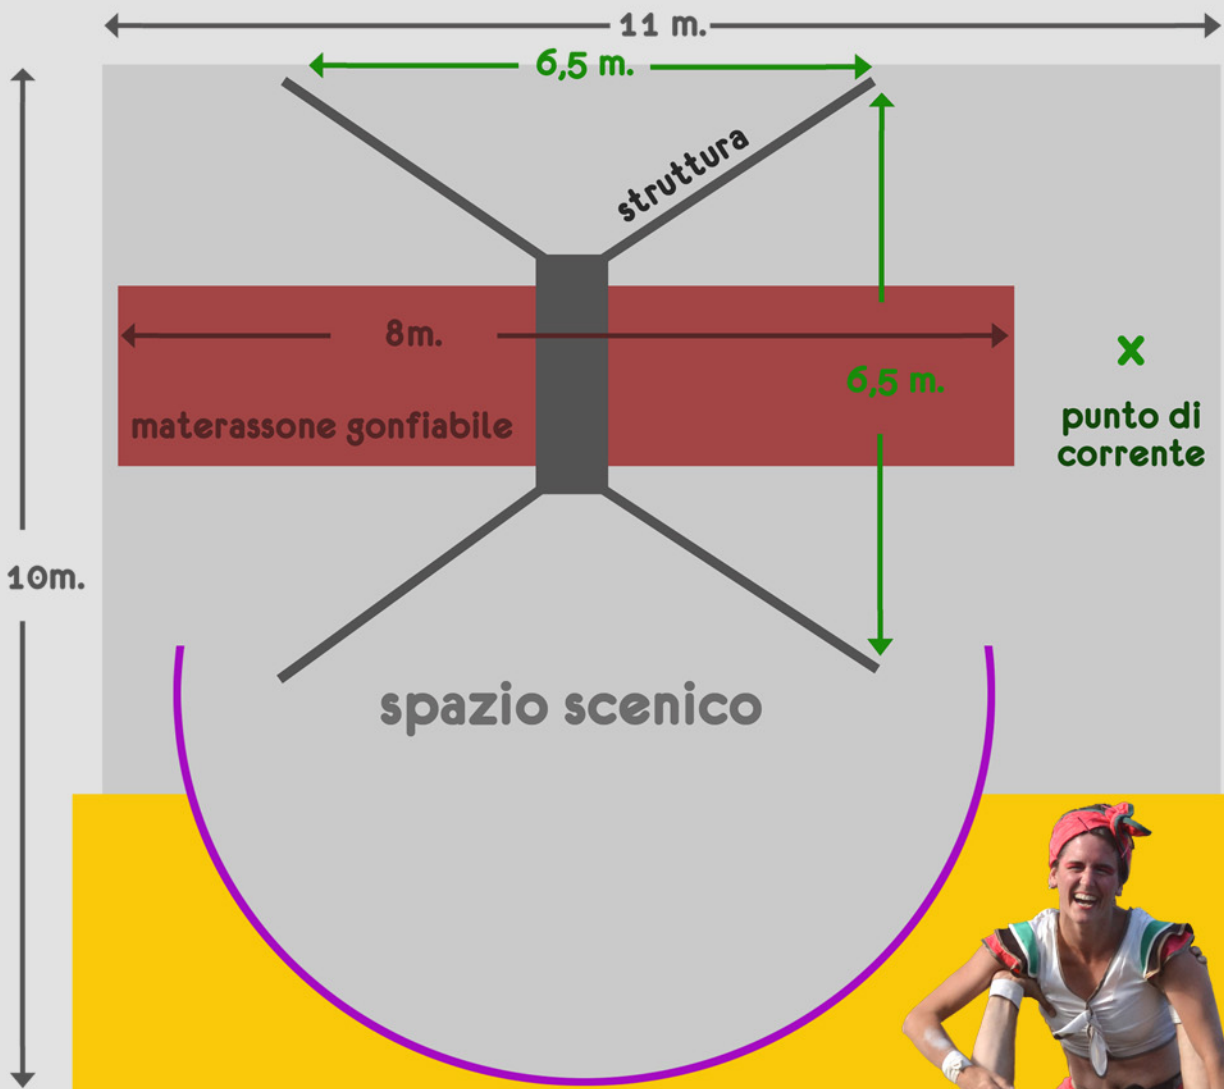 11 m.
6,5 m.
struttura
8m.
6,5 m.
x
materassone gonfiabile
punto di
corrente
10m.
spazio scenico